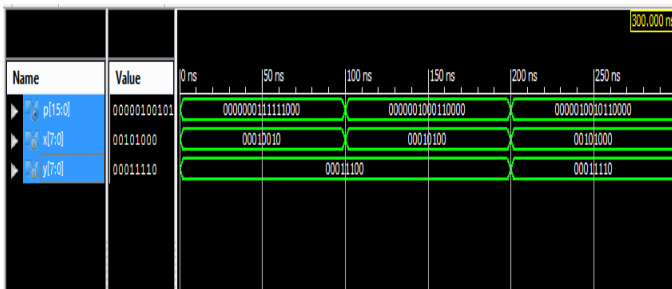 300.000 ns
Name Value 0 ns 50 ns 100 ns 150 ns 200 ns 250 ns
p[15:0] 00000100101 0000000111111000 0000001000110000 0000010010110000
x[7:0] 00101000 00010010 00010100 00101000
y[7:0] 00011110 00011100 00011110